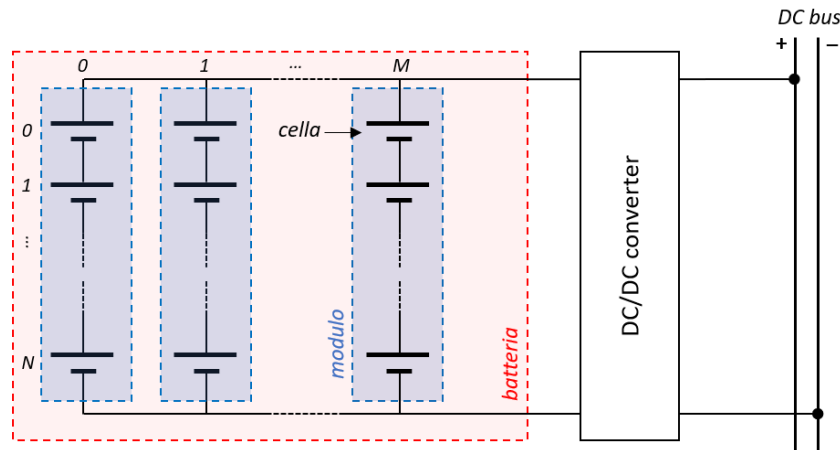 DC bus
+ –
0 1 ... M
0
cella
1
...
N
modulo
batteria
DC/DC converter